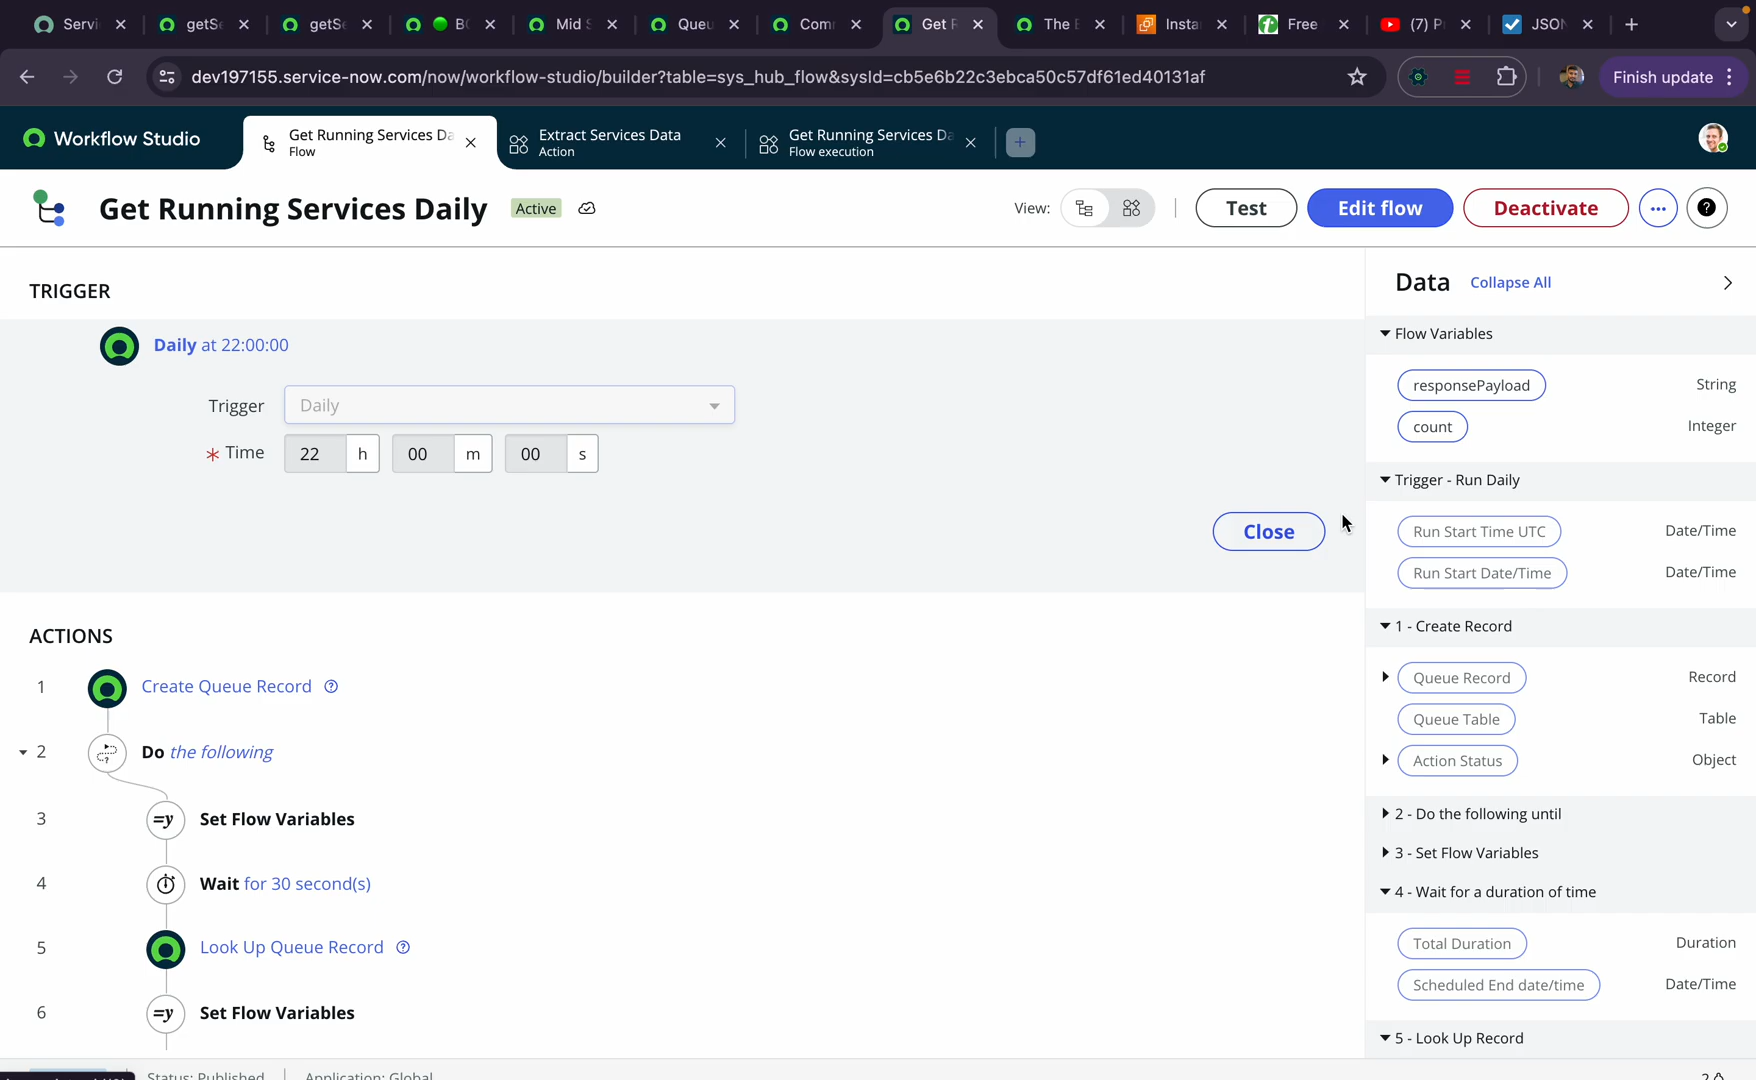 Servi
getSe
getSe
BC
Mid S
Queu
Comr
Get R
The E
Insta
Free
(7) P
JSON
dev197155.service-now.com/now/workflow-studio/builder?table=sys_hub_flow&sysId=cb5e6b22c3ebca50c57df61ed40131af
Finish update
Workflow Studio
Get Running Services Da
Flow
Extract Services Data
Action
Get Running Services Da
Flow execution
Get Running Services Daily
Active
View:
Test
Edit flow
Deactivate
TRIGGER
Daily at 22:00:00
Trigger
Daily
* Time
22 h 00 m 00 s
Close
ACTIONS
1 Create Queue Record
2 Do the following
3 Set Flow Variables
4 Wait for 30 second(s)
5 Look Up Queue Record
6 Set Flow Variables
Data Collapse All
Flow Variables
responsePayload String
count Integer
Trigger - Run Daily
Run Start Time UTC Date/Time
Run Start Date/Time Date/Time
1 - Create Record
Queue Record Record
Queue Table Table
Action Status Object
2 - Do the following until
3 - Set Flow Variables
4 - Wait for a duration of time
Total Duration Duration
Scheduled End date/time Date/Time
5 - Look Up Record
Status: Published Application: Global